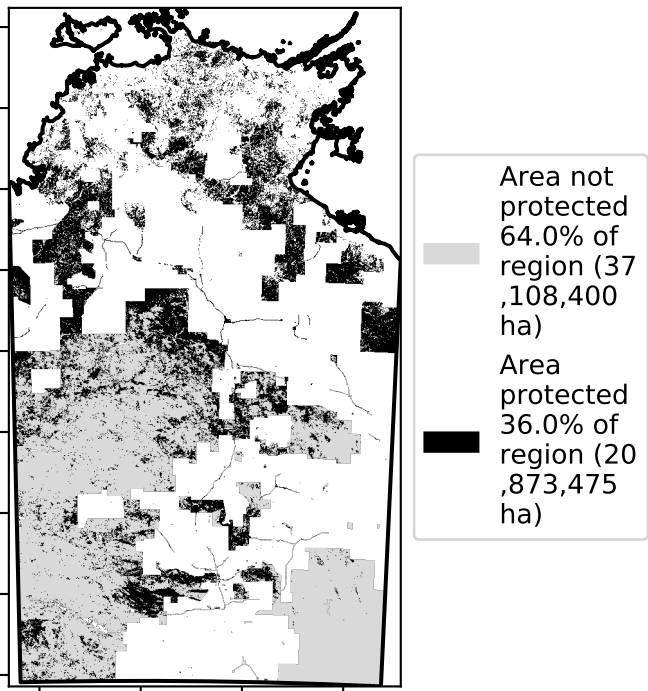 Area not
protected
64.0% of
region (37
,108,400
ha)
Area
protected
36.0% of
region (20
,873,475
ha)